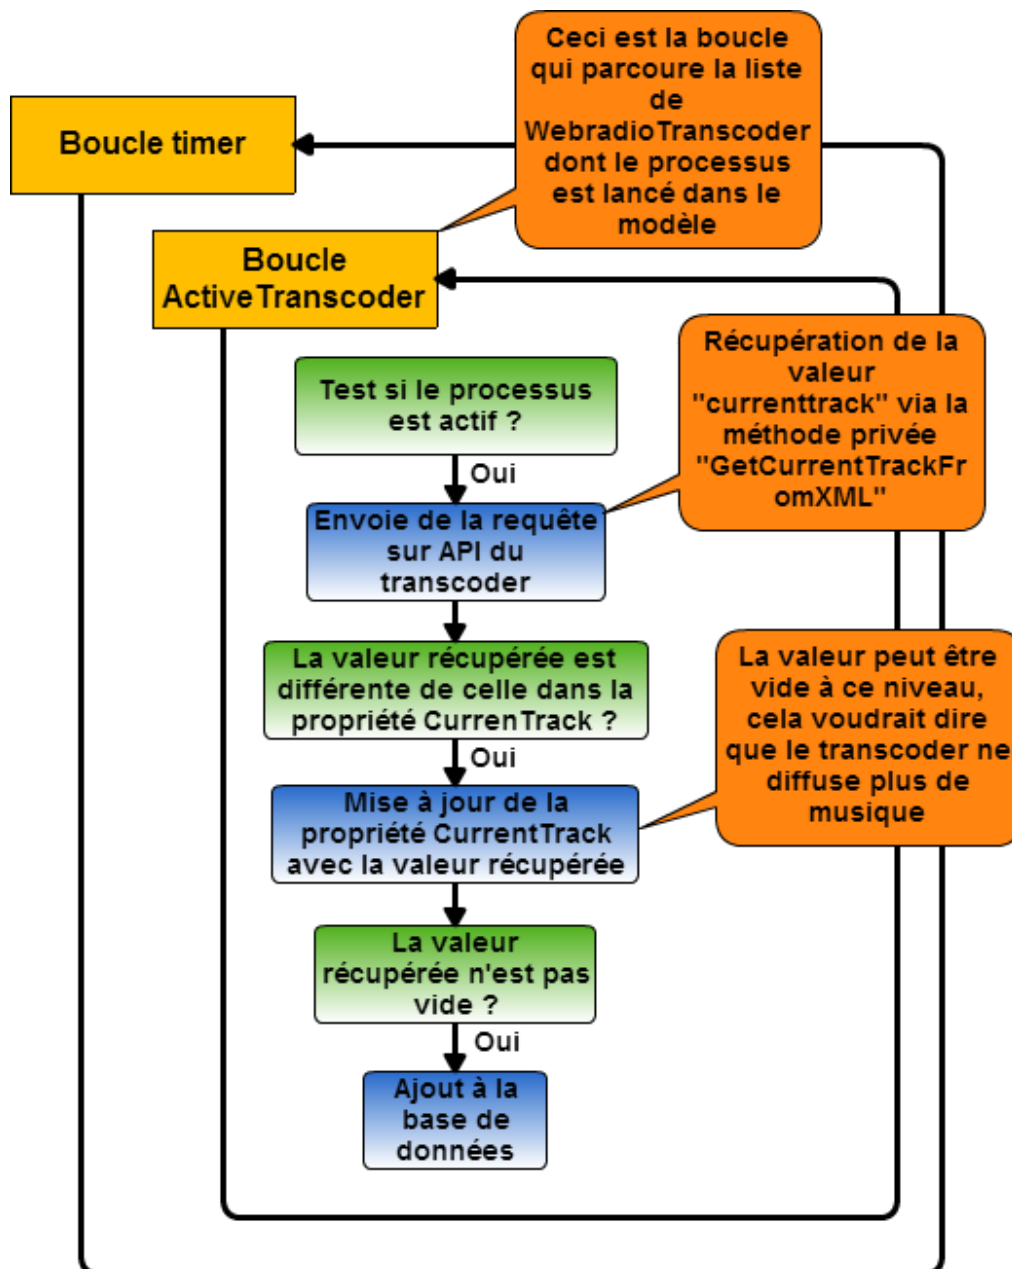 Ceci est la boucle
qui parcoure la liste
de
WebradioTranscoder
dont le processus
est lancé dans le
modèle
Boucle timer
Boucle
ActiveTranscoder
Récupération de la
valeur
"currenttrack" via la
méthode privée
"GetCurrentTrackFr
omXML"
Test si le processus
est actif ?
Oui
Envoie de la requête
sur API du
transcoder
La valeur récupérée est
différente de celle dans la
propriété CurrenTrack ?
Oui
La valeur peut être
vide à ce niveau,
cela voudrait dire
que le transcoder ne
diffuse plus de
musique
Mise à jour de la
propriété CurrentTrack
avec la valeur récupérée
La valeur
récupérée n'est pas
vide ?
Oui
Ajout à la
base de
données